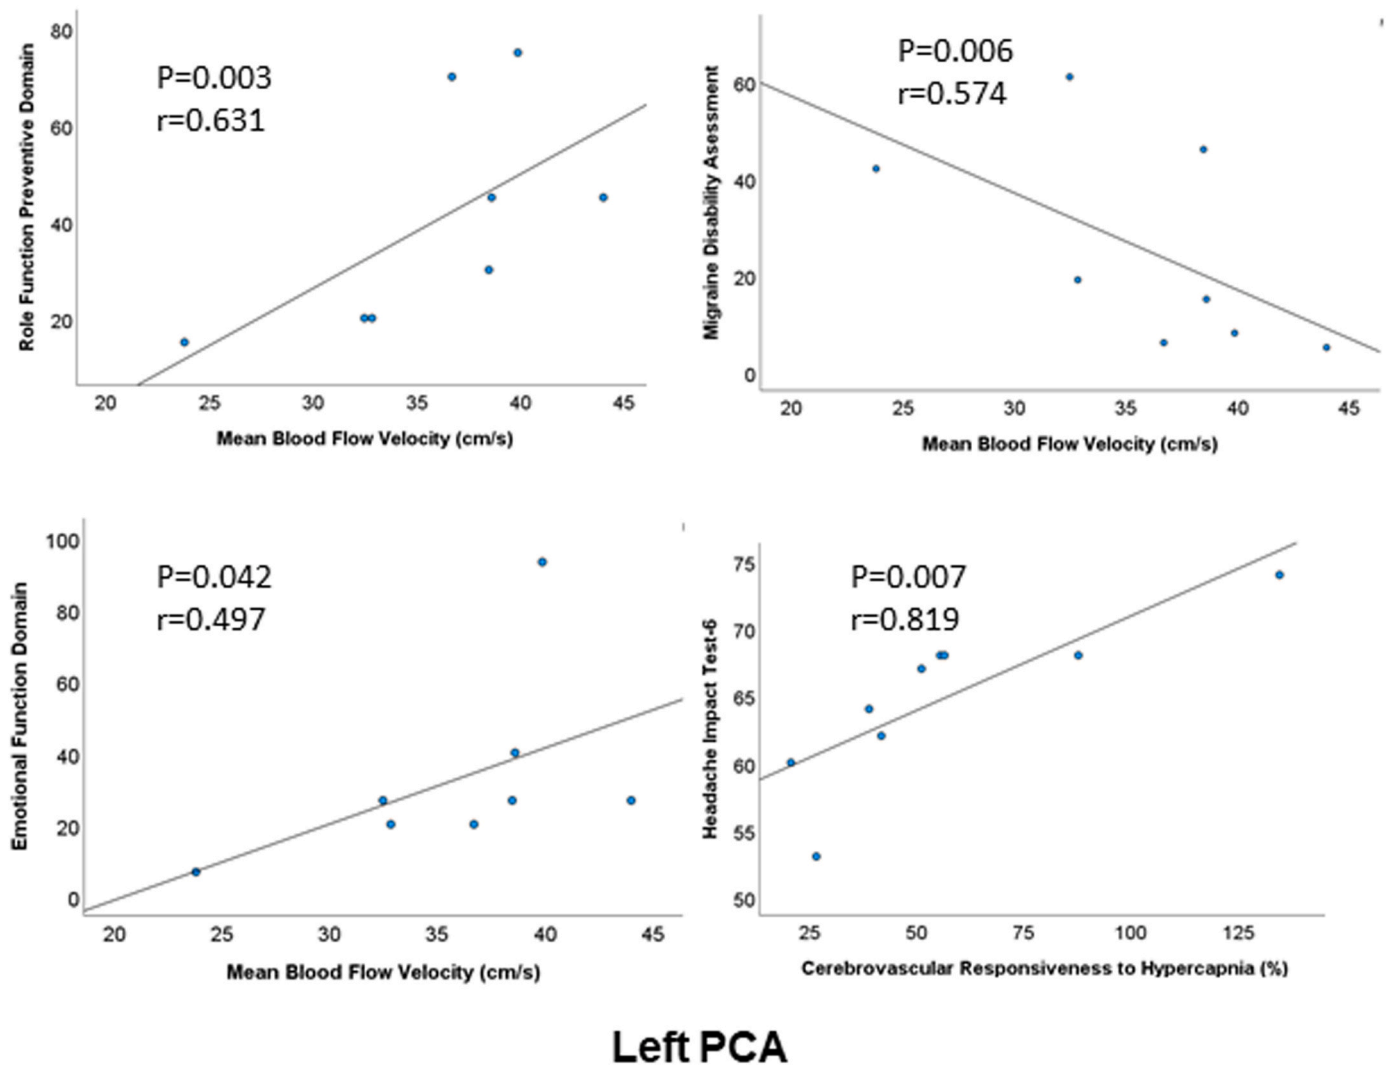 80
60
40
20
P=0.003
r=0.631
Role Function Preventive Domain
20 25 30 35 40 45
Mean Blood Flow Velocity (cm/s)
60
40
20
0
P=0.006
r=0.574
Migraine Disability Asessment
20 25 30 35 40 45
Mean Blood Flow Velocity (cm/s)
100
80
60
40
20
0
P=0.042
r=0.497
Emotional Function Domain
20 25 30 35 40 45
Mean Blood Flow Velocity (cm/s)
75
70
65
60
55
50
P=0.007
r=0.819
Headache Impact Test-6
25 50 75 100 125
Cerebrovascular Responsiveness to Hypercapnia (%)
Left PCA